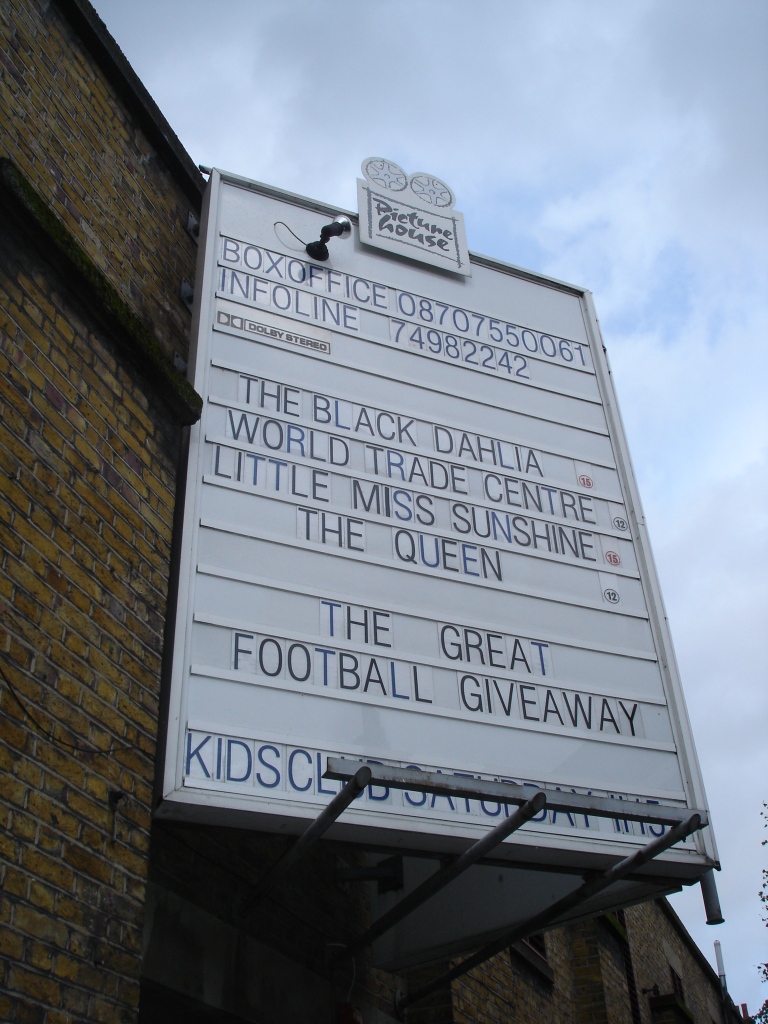 Picture
house
BOXOFFICE 08707550061
INFOLINE 74982242
DOLBY STEREO
THE BLACK DAHLIA 15
WORLD TRADE CENTRE 12
LITTLE MISS SUNSHINE 15
THE QUEEN 12
THE GREAT
FOOTBALL GIVEAWAY
KIDSCLUB SATURDAY